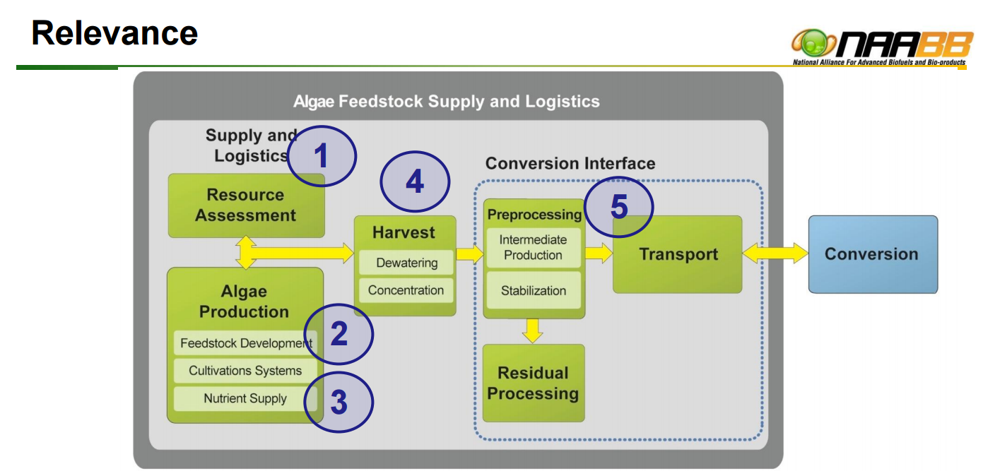 Relevance
NAABB
National Alliance For Advanced Biofuels and Bio-products
Algae Feedstock Supply and Logistics
Supply and
Logistics
1
Resource
Assessment
Algae
Production
Feedstock Development
2
Cultivations Systems
Nutrient Supply
3
4
Harvest
Dewatering
Concentration
Conversion Interface
5
Preprocessing
Intermediate
Production
Stabilization
Residual
Processing
Transport
Conversion